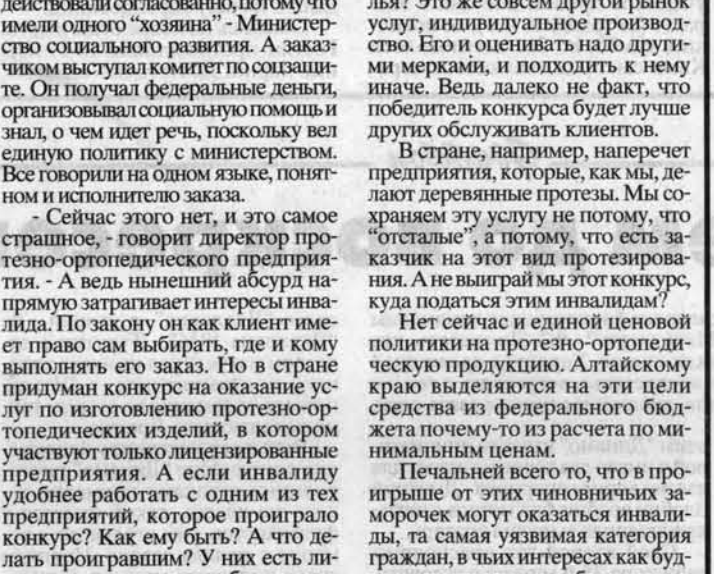 действовали согласованно, потому что
имели одного “хозяина” - Министер-
ство социального развития. А заказ-
чиком выступал комитет по соцзащи-
те. Он получал федеральные деньги,
организовывал социальную помощь и
знал, о чем идет речь, поскольку вел
единую политику с министерством.
Все говорили на одном языке, понят-
ном и исполнителю заказа.
- Сейчас этого нет, и это самое
страшное, - говорит директор про-
тезно-ортопедического предприя-
тия. - А ведь нынешний абсурд на-
прямую затрагивает интересы инва-
лида. По закону он как клиент име-
ет право сам выбирать, где и кому
выполнять его заказ. Но в стране
придуман конкурс на оказание ус-
луг по изготовлению протезно-ор-
топедических изделий, в котором
участвуют только лицензированные
предприятия. А если инвалиду
удобнее работать с одним из тех
предприятий, которое проиграло
конкурс? Как ему быть? А что де-
лать проигравшим? У них есть ли-
лья? Это же совсем другой рынок
услуг, индивидуальное производ-
ство. Его и оценивать надо други-
ми мерками, и подходить к нему
иначе. Ведь далеко не факт, что
победитель конкурса будет лучше
других обслуживать клиентов.
В стране, например, наперечет
предприятия, которые, как мы, де-
лают деревянные протезы. Мы со-
храняем эту услугу не потому, что
“отсталые”, а потому, что есть за-
казчик на этот вид протезирова-
ния. А не выиграй мы этот конкурс,
куда податься этим инвалидам?
Нет сейчас и единой ценовой
политики на протезно-ортопеди-
ческую продукцию. Алтайскому
краю выделяются на эти цели
средства из федерального бюд-
жета почему-то из расчета по ми-
нимальным ценам.
Печальней всего то, что в про-
игрыше от этих чиновничьих за-
морочек могут оказаться инвали-
ды, та самая уязвимая категория
граждан, в чьих интересах как буд-